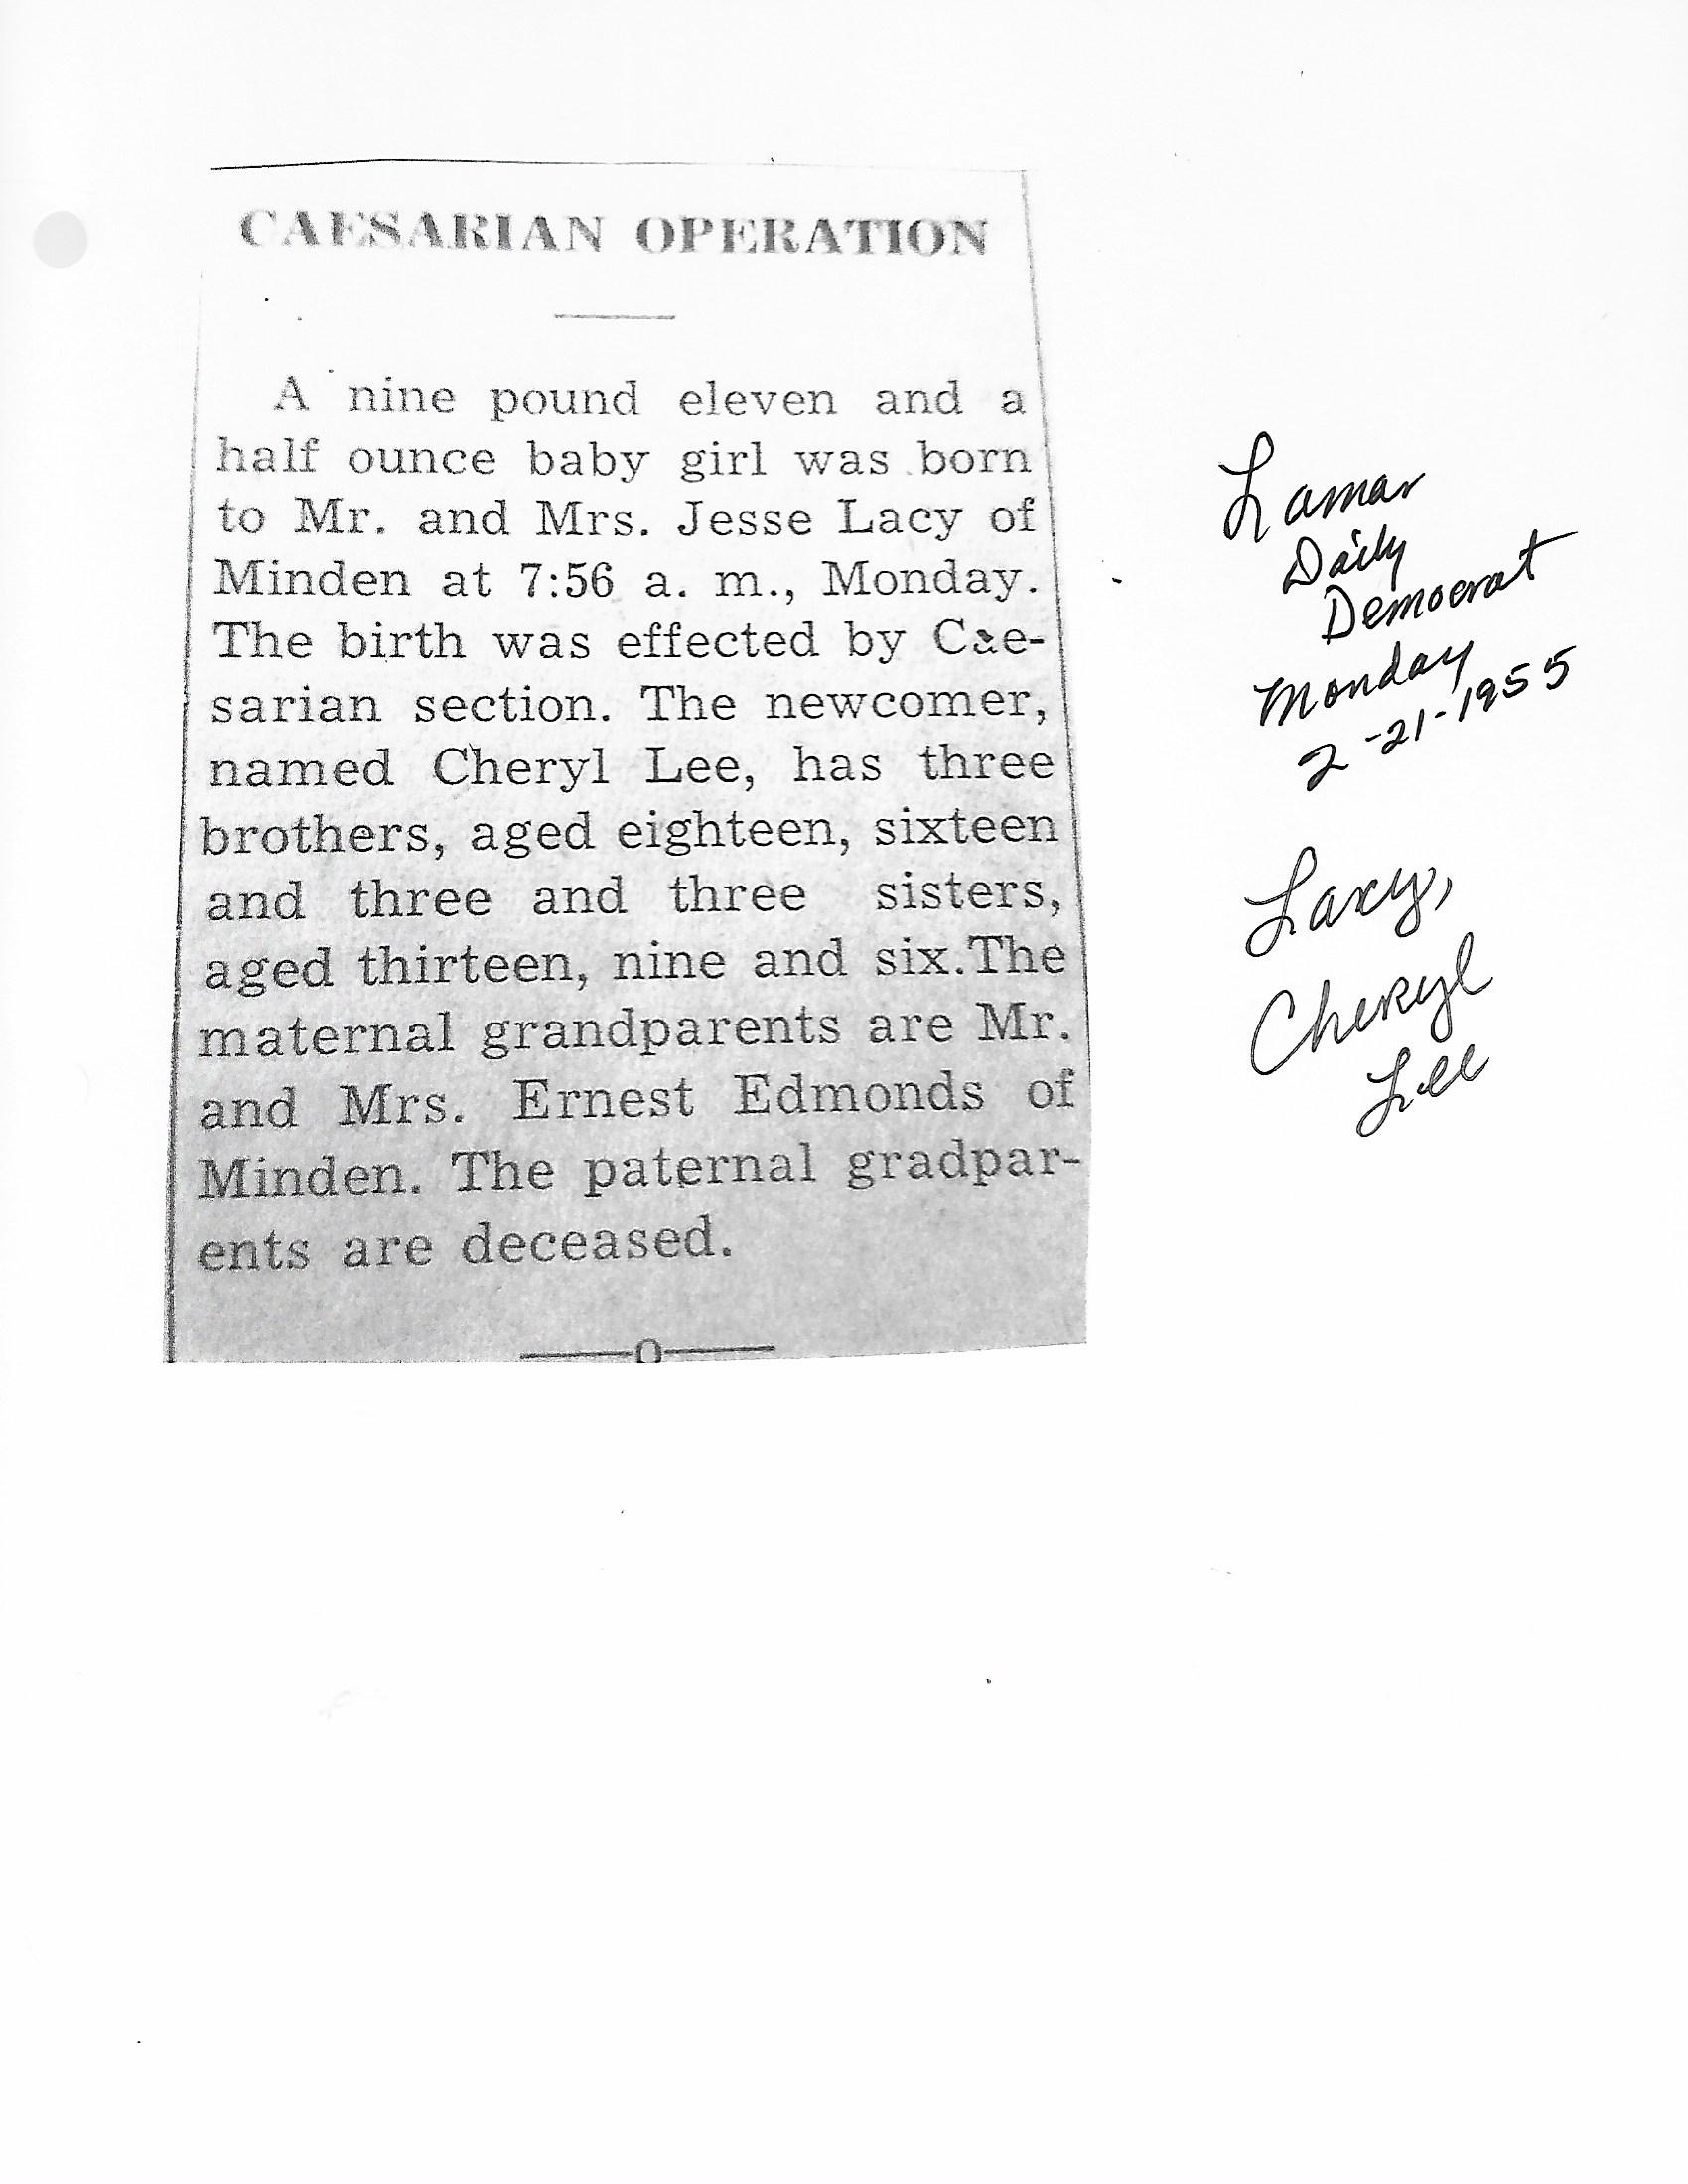 CAESARIAN OPERATION
A nine pound eleven and a
half ounce baby girl was born
to Mr. and Mrs. Jesse Lacy of
Minden at 7:56 a. m., Monday.
The birth was effected by Cae-
sarian section. The newcomer,
named Cheryl Lee, has three
brothers, aged eighteen, sixteen
and three and three sisters,
aged thirteen, nine and six.The
maternal grandparents are Mr.
and Mrs. Ernest Edmonds of
Minden. The paternal gradpar-
ents are deceased.
Lamar
Daily
Democrat
Monday
2-21-1955
Lacy,
Cheryl
Lee